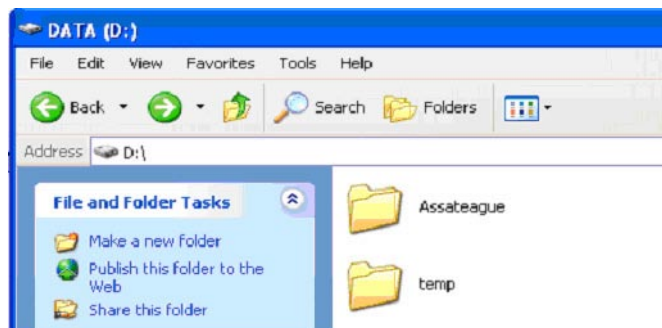 DATA (D:)
File Edit View Favorites Tools Help
Back Search Folders
Address D:\
File and Folder Tasks
Make a new folder
Publish this folder to the
Web
Share this folder
Assateague
temp